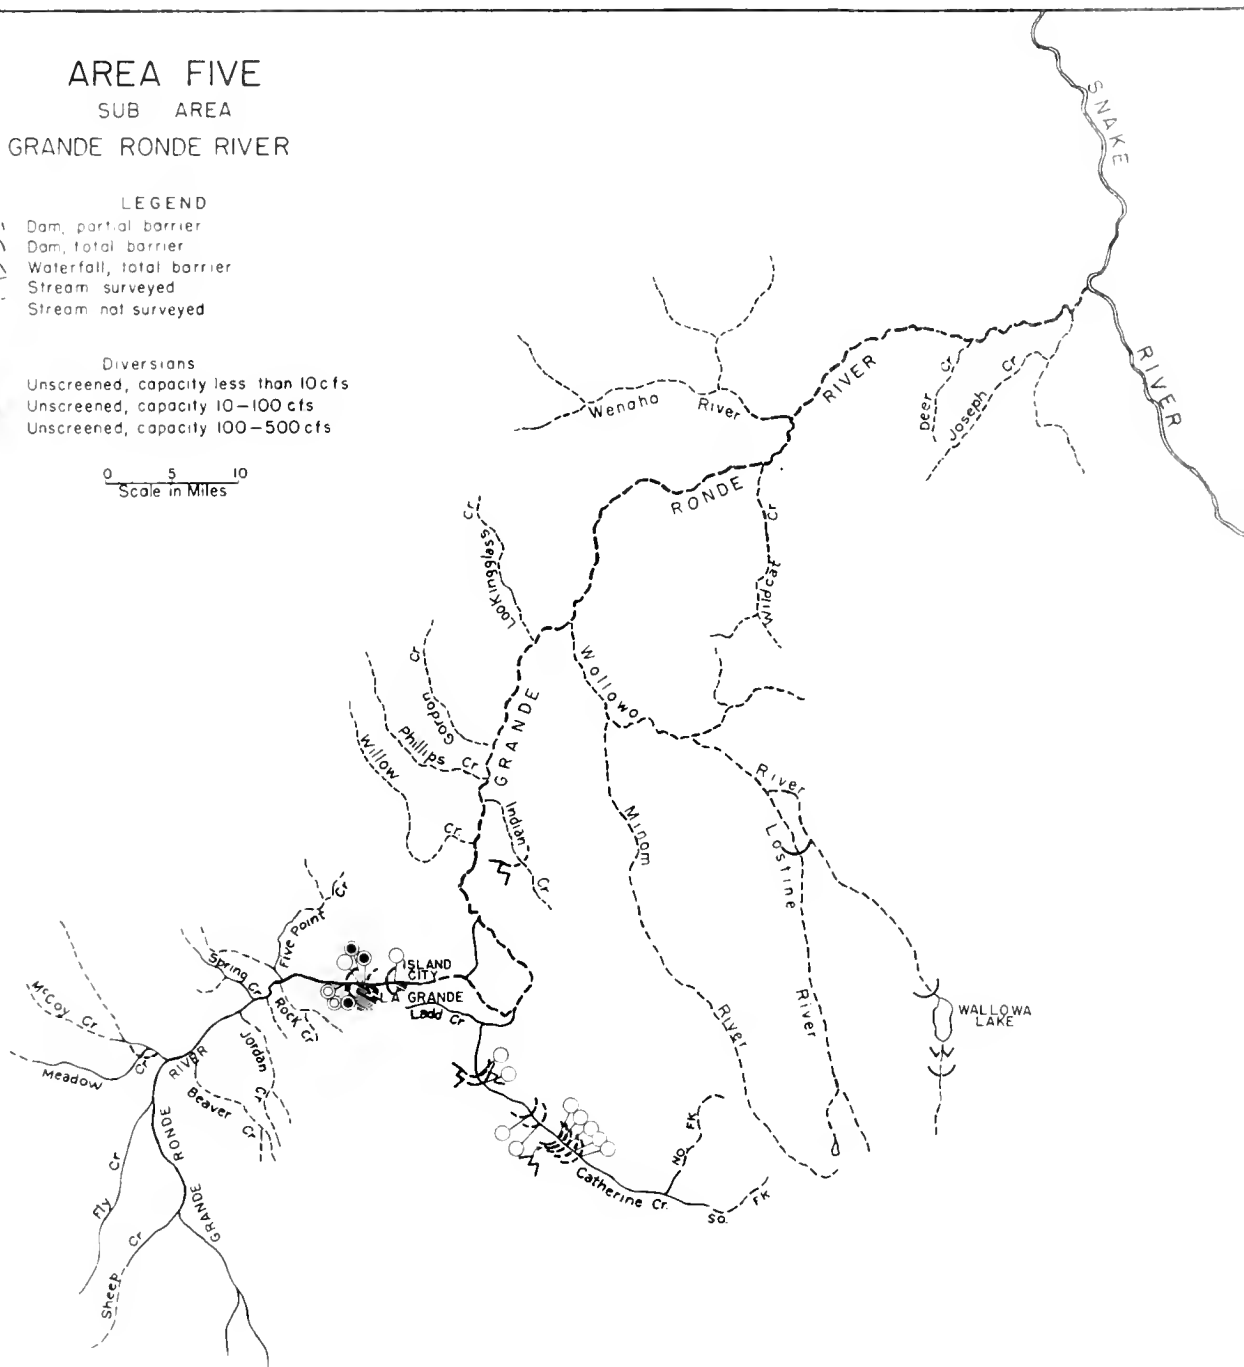 AREA FIVE
SUB AREA
GRANDE RONDE RIVER
LEGEND
Dam, partial barrier
Dam, total barrier
Waterfall, total barrier
Stream surveyed
Stream not surveyed
Diversions
Unscreened, capacity less than 10 cfs
Unscreened, capacity 10-100 cfs
Unscreened, capacity 100-500 cfs
0 5 10
Scale in Miles
SNAKE
RIVER
RIVER
Deer Cr
Joseph Cr
Wenaha River
RONDE
Wildcat Cr
Lookingglass Cr
Wallowa
River
GRANDE
Gordon Cr
Phillips Cr
Willow Cr.
Indian Cr
Minam
River
Lostine
River
WALLOWA
LAKE
Five Point Cr
Spring Cr
Rock Cr
ISLAND
CITY
LA GRANDE
Ladd Cr
McCoy Cr
Meadow Cr
RIVER
Jordan Cr
Beaver Cr
RONDE
GRANDE
Fly Cr
Sheep Cr
Catherine Cr.
NO. FK
SO. FK